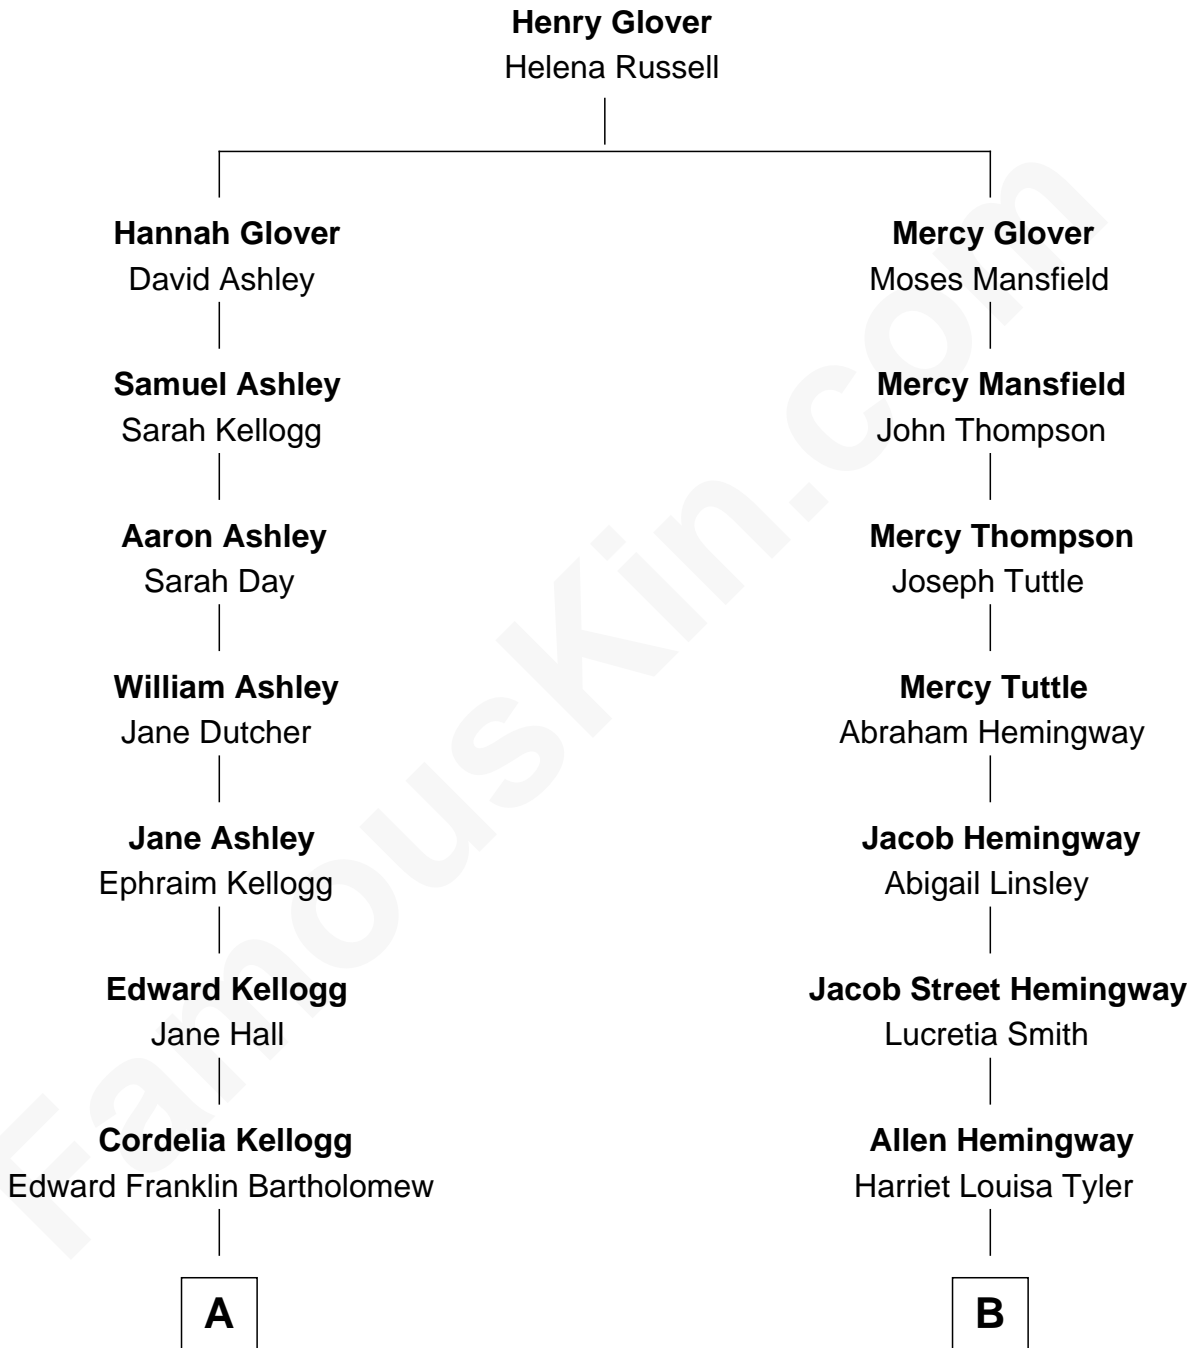 Henry Glover
Helena Russell
Hannah Glover
David Ashley
Mercy Glover
Moses Mansfield
Samuel Ashley
Sarah Kellogg
Mercy Mansfield
John Thompson
Aaron Ashley
Sarah Day
Mercy Thompson
Joseph Tuttle
William Ashley
Jane Dutcher
Mercy Tuttle
Abraham Hemingway
Jane Ashley
Ephraim Kellogg
Jacob Hemingway
Abigail Linsley
Edward Kellogg
Jane Hall
Jacob Street Hemingway
Lucretia Smith
Cordelia Kellogg
Edward Franklin Bartholomew
Allen Hemingway
Harriet Louisa Tyler
A
B
FamousKin.com